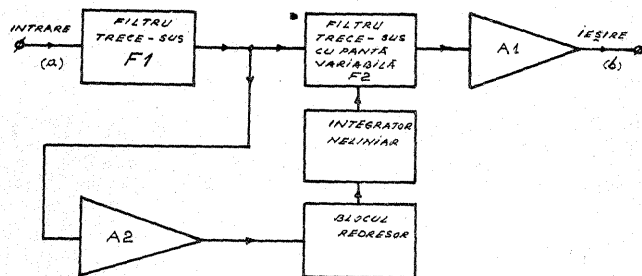 INTRARE
(a)
FILTRU
TRECE-SUS
F1
FILTRU
TRECE-SUS
CU PANTĂ
VARIABILĂ
F2
A1
IEȘIRE
(b)
INTEGRATOR
NELINIAR
A2
BLOCUL
REDRESOR